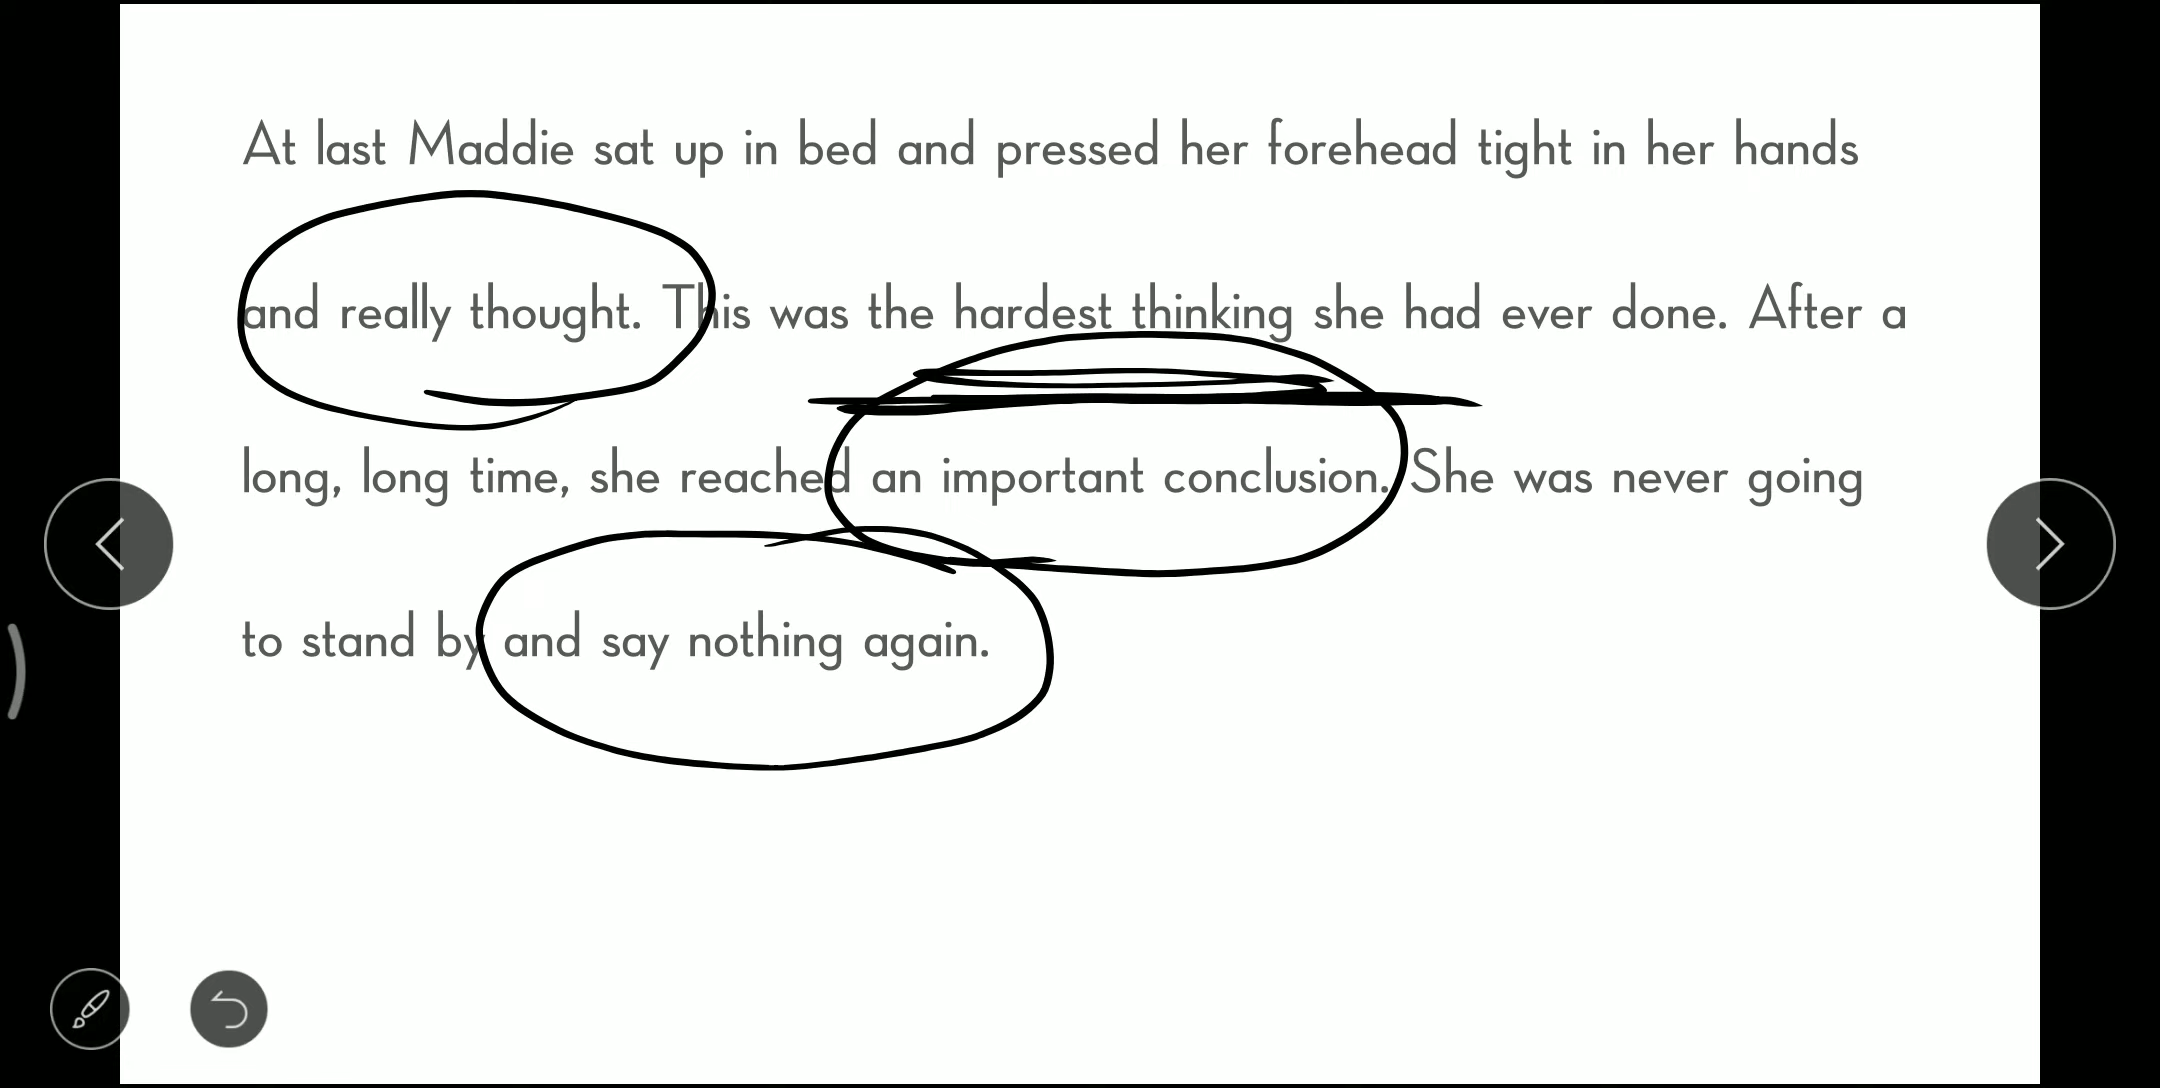 At last Maddie sat up in bed and pressed her forehead tight in her hands
and really thought. This was the hardest thinking she had ever done. After a
long, long time, she reached an important conclusion. She was never going
to stand by and say nothing again.